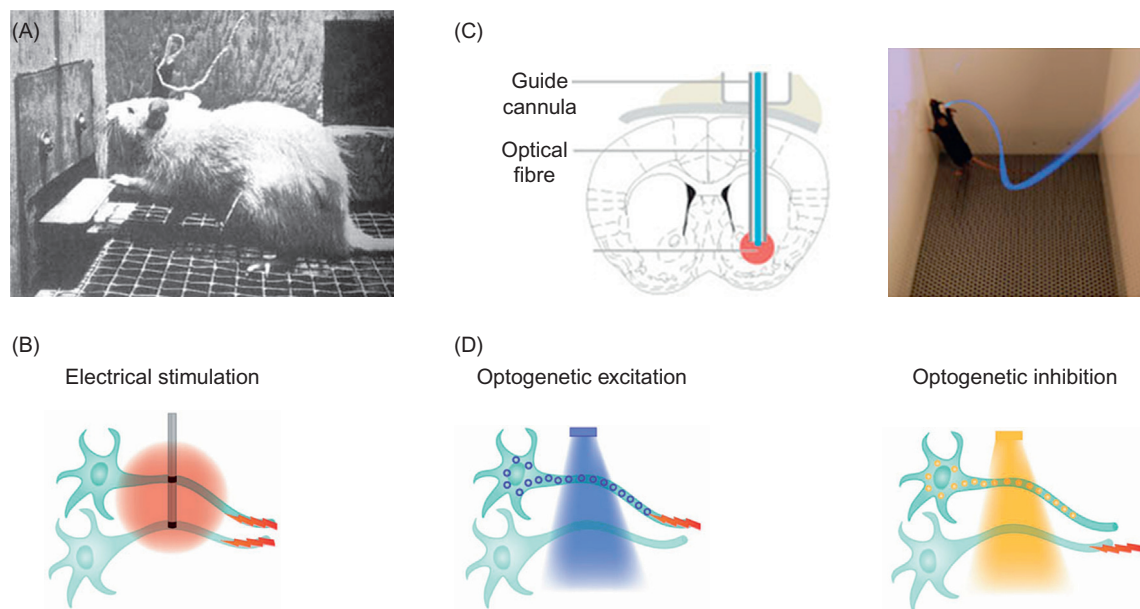 (A)
(C)
Guide
cannula
Optical
fibre
(B)
Electrical stimulation
(D)
Optogenetic excitation
Optogenetic inhibition